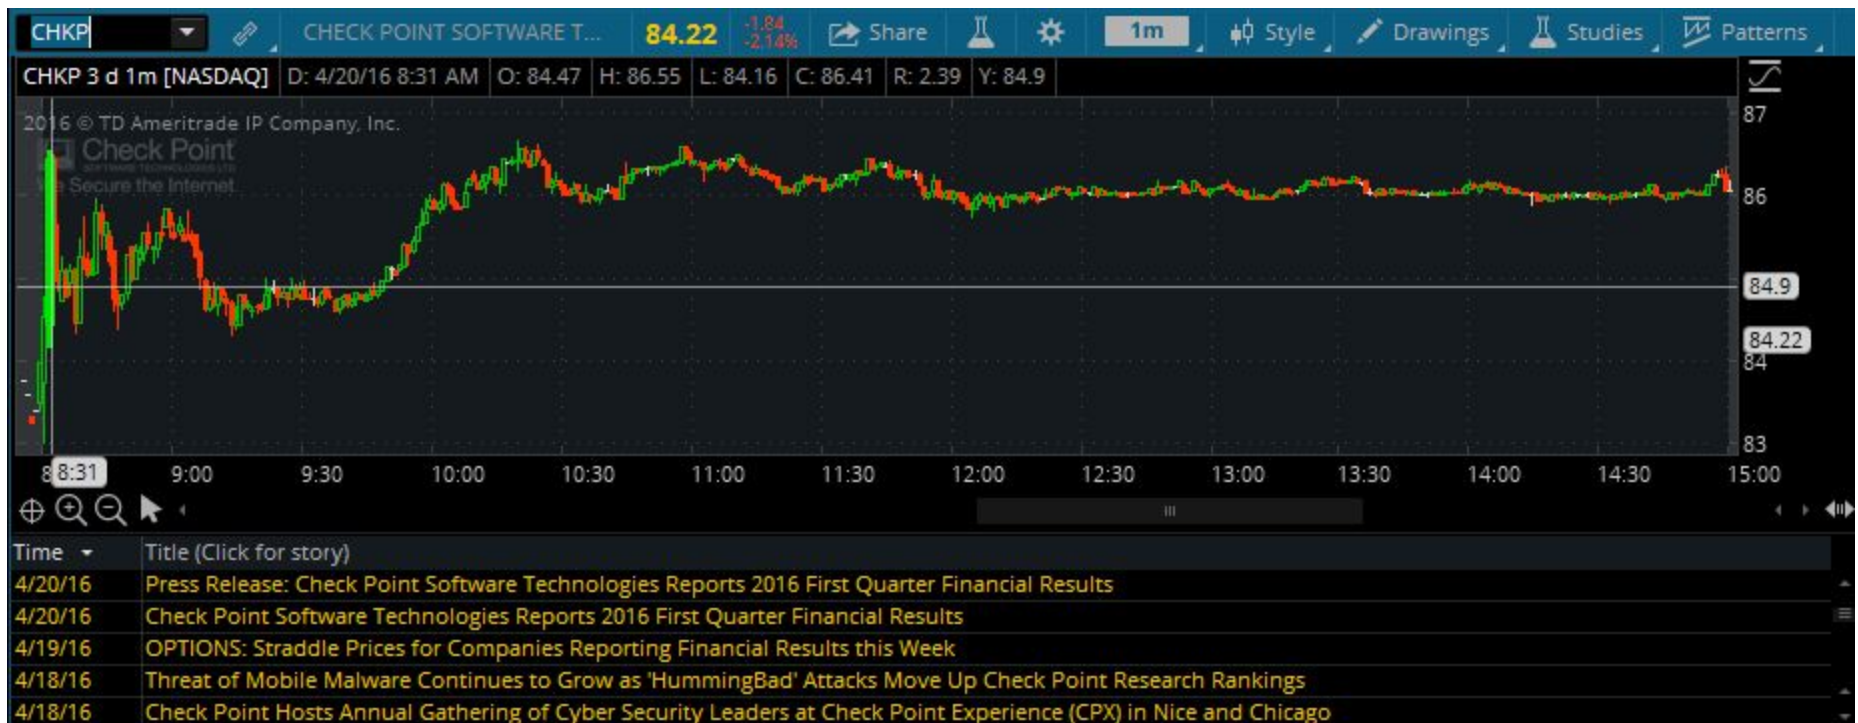 CHKP CHECK POINT SOFTWARE T... 84.22 -1.84 -2.14% Share 1m Style Drawings Studies Patterns
CHKP 3 d 1m [NASDAQ] D: 4/20/16 8:31 AM O: 84.47 H: 86.55 L: 84.16 C: 86.41 R: 2.39 Y: 84.9
2016 © TD Ameritrade IP Company, Inc.
Check Point
SOFTWARE TECHNOLOGIES LTD
We Secure the Internet
87
86
84.9
84.22
84
83
8:31 9:00 9:30 10:00 10:30 11:00 11:30 12:00 12:30 13:00 13:30 14:00 14:30 15:00
Time Title (Click for story)
4/20/16 Press Release: Check Point Software Technologies Reports 2016 First Quarter Financial Results
4/20/16 Check Point Software Technologies Reports 2016 First Quarter Financial Results
4/19/16 OPTIONS: Straddle Prices for Companies Reporting Financial Results this Week
4/18/16 Threat of Mobile Malware Continues to Grow as 'HummingBad' Attacks Move Up Check Point Research Rankings
4/18/16 Check Point Hosts Annual Gathering of Cyber Security Leaders at Check Point Experience (CPX) in Nice and Chicago